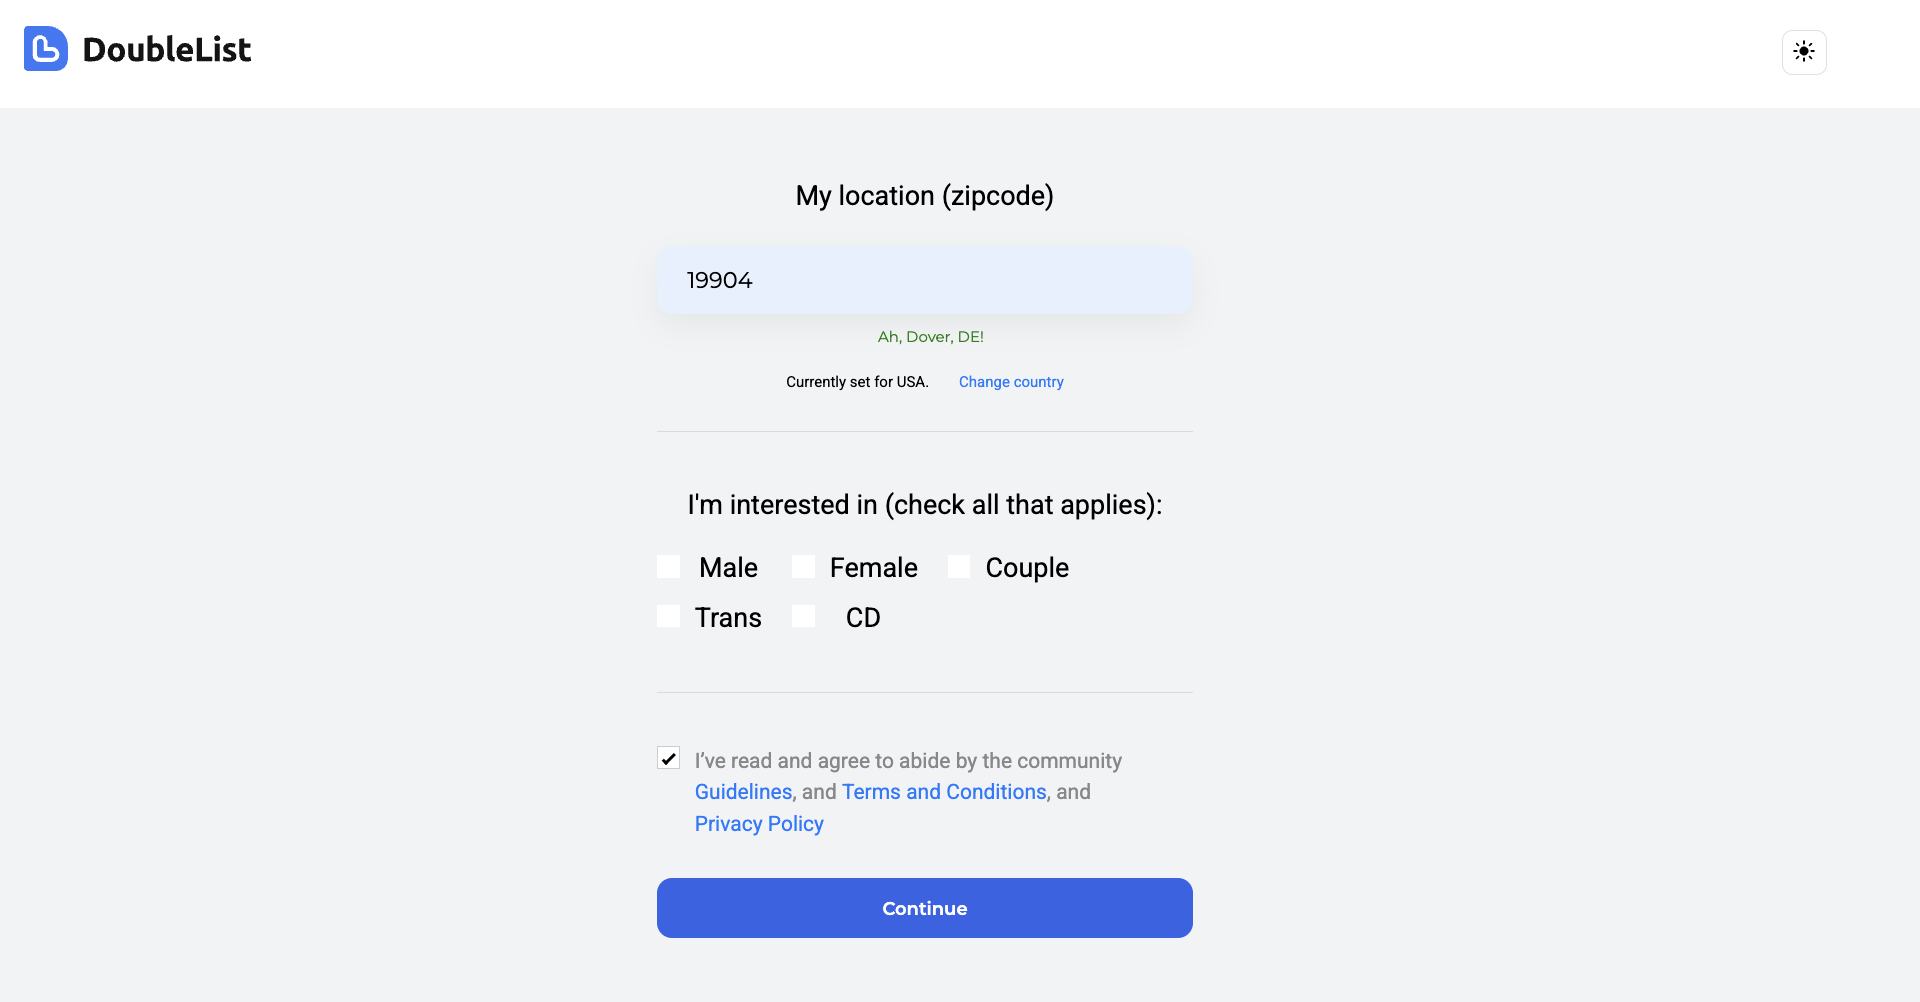 DoubleList
My location (zipcode)
19904
Ah, Dover, DE!
Currently set for USA. Change country
I'm interested in (check all that applies):
Male Female Couple
Trans CD
I’ve read and agree to abide by the community
Guidelines, and Terms and Conditions, and
Privacy Policy
Continue